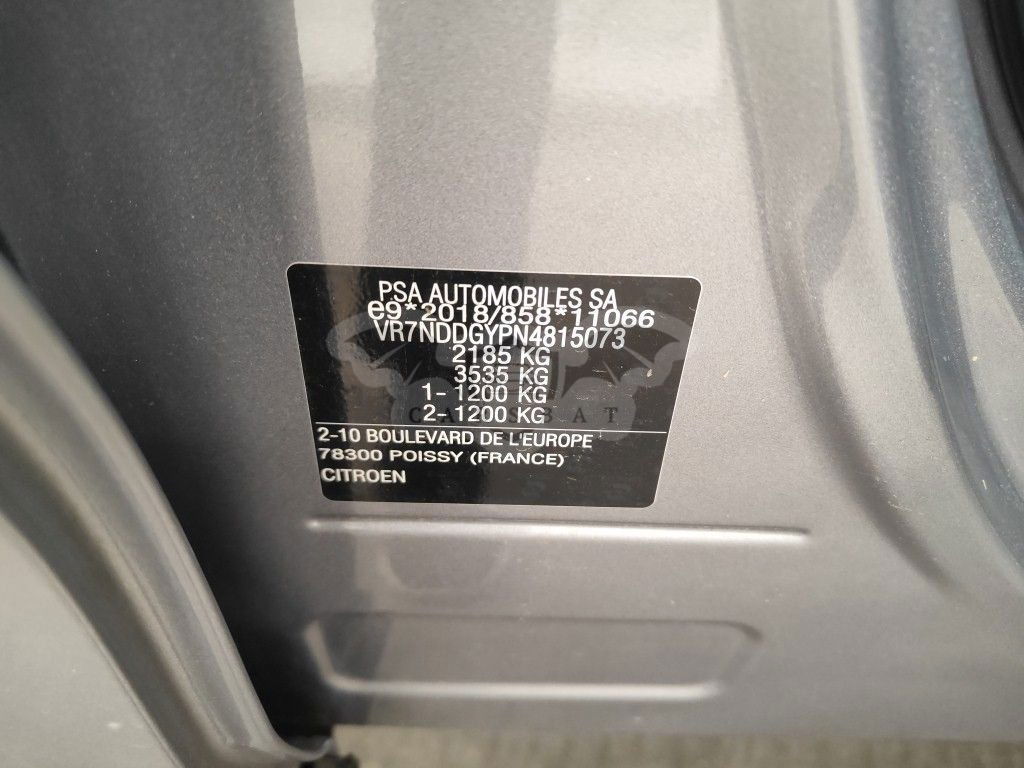 PSA AUTOMOBILES SA
e9*2018/858*11066
VR7NDDGYPN4815073
2185 KG
3535 KG
1- 1200 KG
2- 1200 KG
2-10 BOULEVARD DE L'EUROPE
78300 POISSY (FRANCE)
CITROEN